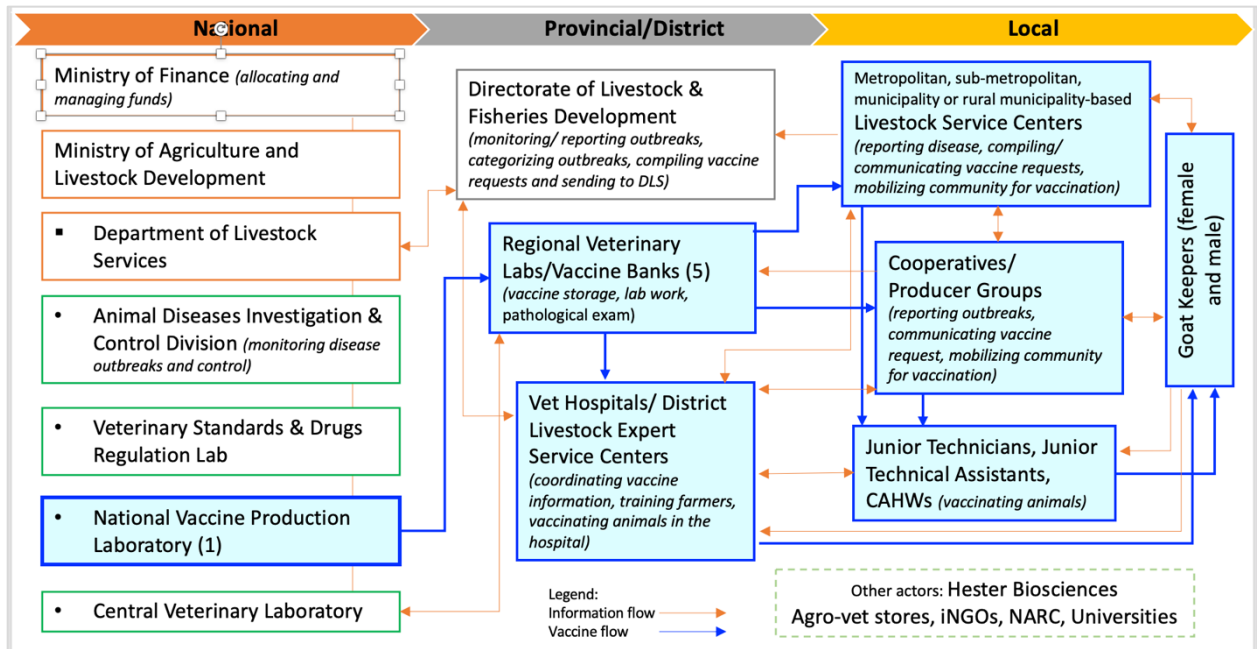 National
Provincial/District
Local
Ministry of Finance (allocating and
managing funds)
Ministry of Agriculture and
Livestock Development
▪ Department of Livestock
Services
• Animal Diseases Investigation &
Control Division (monitoring disease
outbreaks and control)
• Veterinary Standards & Drugs
Regulation Lab
• National Vaccine Production
Laboratory (1)
• Central Veterinary Laboratory
Directorate of Livestock &
Fisheries Development
(monitoring/ reporting outbreaks,
categorizing outbreaks, compiling vaccine
requests and sending to DLS)
Regional Veterinary
Labs/Vaccine Banks (5)
(vaccine storage, lab work,
pathological exam)
Vet Hospitals/ District
Livestock Expert
Service Centers
(coordinating vaccine
information, training farmers,
vaccinating animals in the
hospital)
Legend:
Information flow
Vaccine flow
Metropolitan, sub-metropolitan,
municipality or rural municipality-based
Livestock Service Centers
(reporting disease, compiling/
communicating vaccine requests,
mobilizing community for vaccination)
Cooperatives/
Producer Groups
(reporting outbreaks,
communicating vaccine
request, mobilizing community
for vaccination)
Junior Technicians, Junior
Technical Assistants,
CAHWs (vaccinating animals)
Goat Keepers (female
and male)
Other actors: Hester Biosciences
Agro-vet stores, iNGOs, NARC, Universities